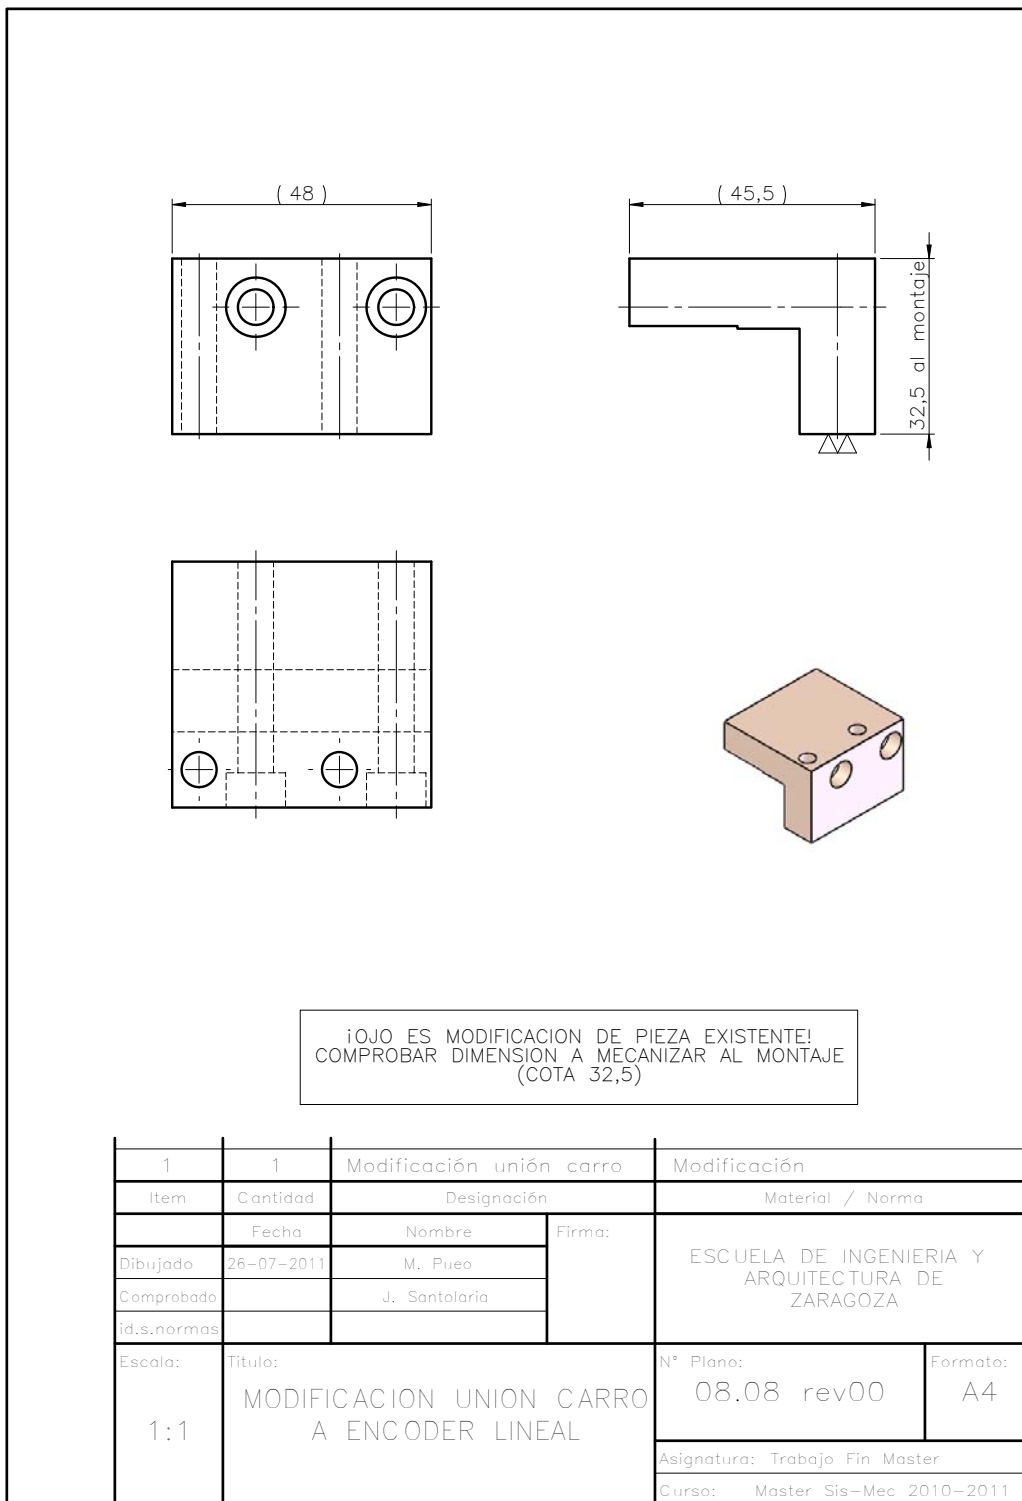 ( 48 )
( 45,5 )
32,5 al montaje
¡OJO ES MODIFICACION DE PIEZA EXISTENTE!
COMPROBAR DIMENSION A MECANIZAR AL MONTAJE
(COTA 32,5)
1 1 Modificación unión carro Modificación
Item Cantidad Designación Material / Norma
Fecha Nombre Firma:
Dibujado 26-07-2011 M. Pueo
Comprobado J. Santolaria
id.s.normas
ESCUELA DE INGENIERIA Y
ARQUITECTURA DE
ZARAGOZA
Escala:
1:1
Titulo:
MODIFICACION UNION CARRO
A ENCODER LINEAL
N° Plano:
08.08 rev00
Formato:
A4
Asignatura: Trabajo Fin Master
Curso: Master Sis-Mec 2010-2011